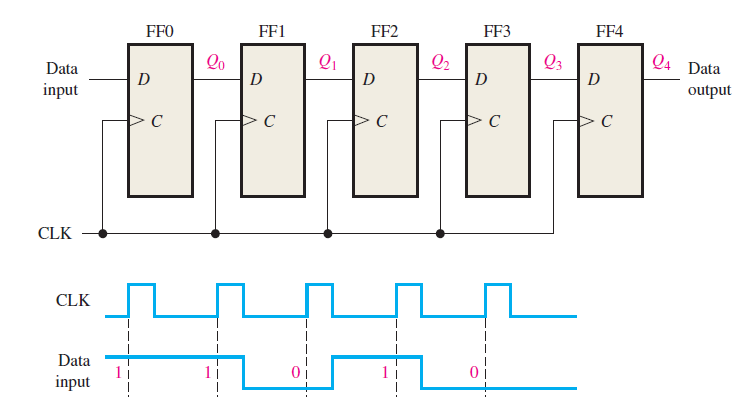 FF0 FF1 FF2 FF3 FF4
Data input D Q0 D Q1 D Q2 D Q3 D Q4 Data output
C C C C C
CLK
CLK
Data input 1 1 0 1 0